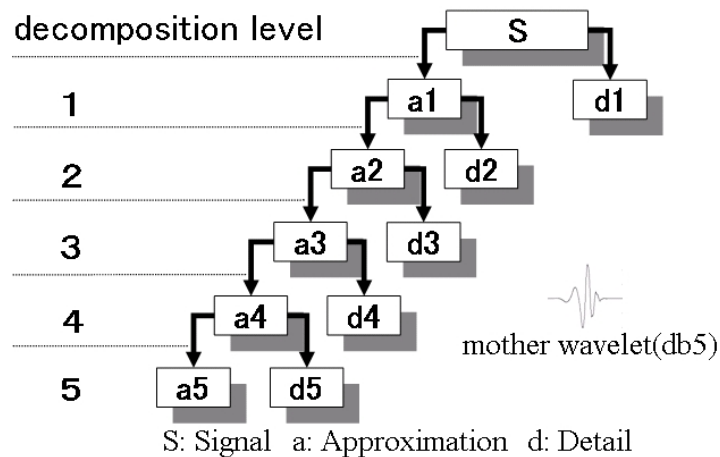 decomposition level
S
1
a1
d1
2
a2
d2
3
a3
d3
4
a4
d4
mother wavelet(db5)
5
a5
d5
S: Signal a: Approximation d: Detail